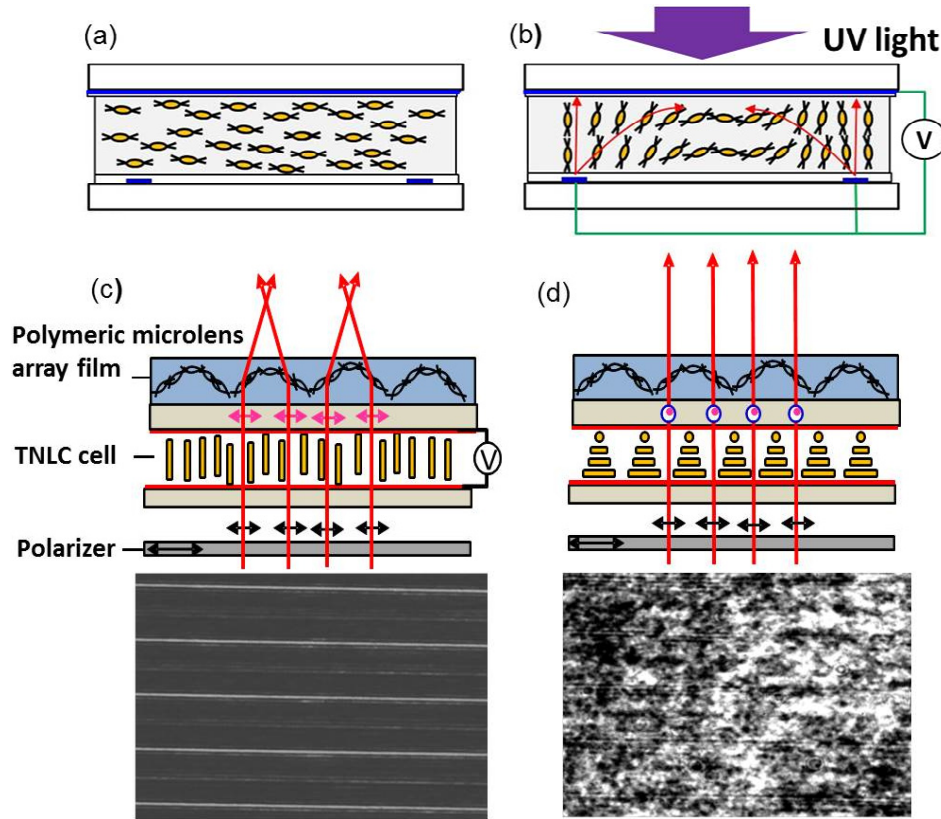 (a)
(b)
UV light
V
(c)
(d)
Polymeric microlens
array film
TNLC cell
V
Polarizer